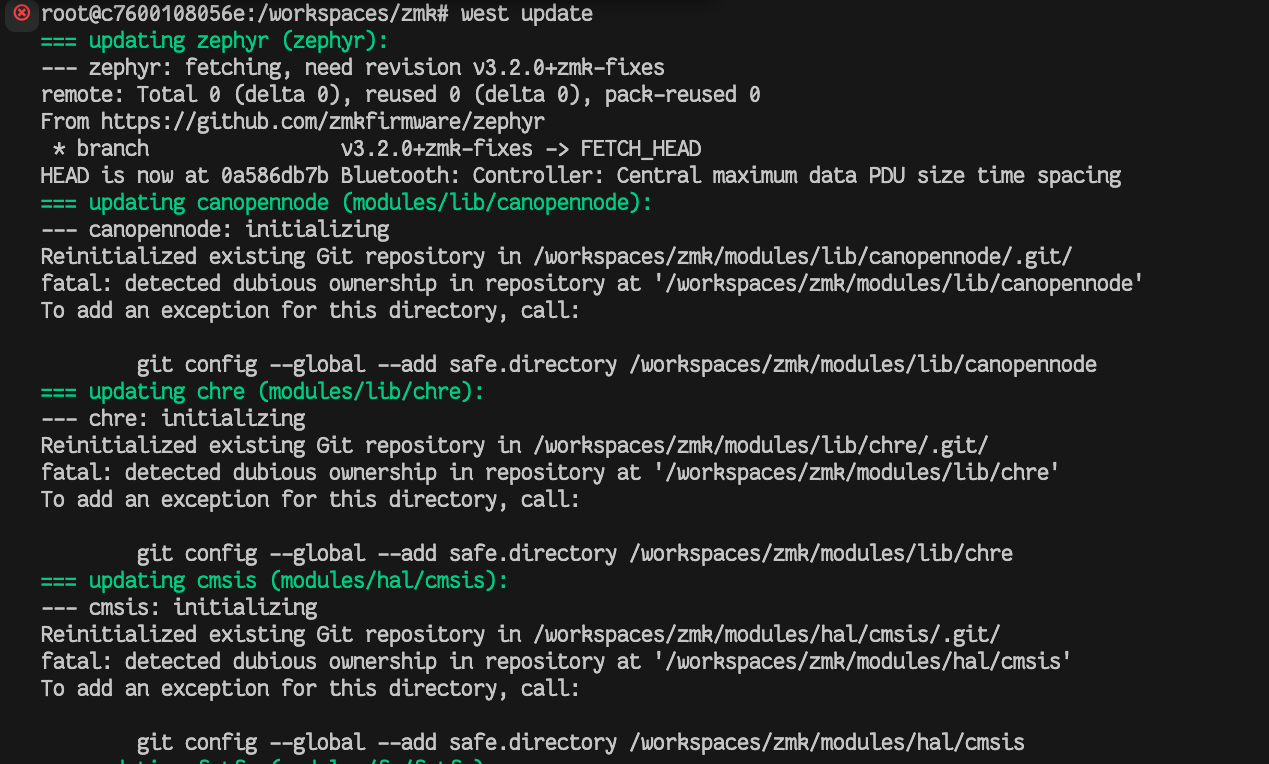 root@c7600108056e:/workspaces/zmk# west update
=== updating zephyr (zephyr):
--- zephyr: fetching, need revision v3.2.0+zmk-fixes
remote: Total 0 (delta 0), reused 0 (delta 0), pack-reused 0
From https://github.com/zmkfirmware/zephyr
 * branch                v3.2.0+zmk-fixes -> FETCH_HEAD
HEAD is now at 0a586db7b Bluetooth: Controller: Central maximum data PDU size time spacing
=== updating canopennode (modules/lib/canopennode):
--- canopennode: initializing
Reinitialized existing Git repository in /workspaces/zmk/modules/lib/canopennode/.git/
fatal: detected dubious ownership in repository at '/workspaces/zmk/modules/lib/canopennode'
To add an exception for this directory, call:
        git config --global --add safe.directory /workspaces/zmk/modules/lib/canopennode
=== updating chre (modules/lib/chre):
--- chre: initializing
Reinitialized existing Git repository in /workspaces/zmk/modules/lib/chre/.git/
fatal: detected dubious ownership in repository at '/workspaces/zmk/modules/lib/chre'
To add an exception for this directory, call:
        git config --global --add safe.directory /workspaces/zmk/modules/lib/chre
=== updating cmsis (modules/hal/cmsis):
--- cmsis: initializing
Reinitialized existing Git repository in /workspaces/zmk/modules/hal/cmsis/.git/
fatal: detected dubious ownership in repository at '/workspaces/zmk/modules/hal/cmsis'
To add an exception for this directory, call:
        git config --global --add safe.directory /workspaces/zmk/modules/hal/cmsis